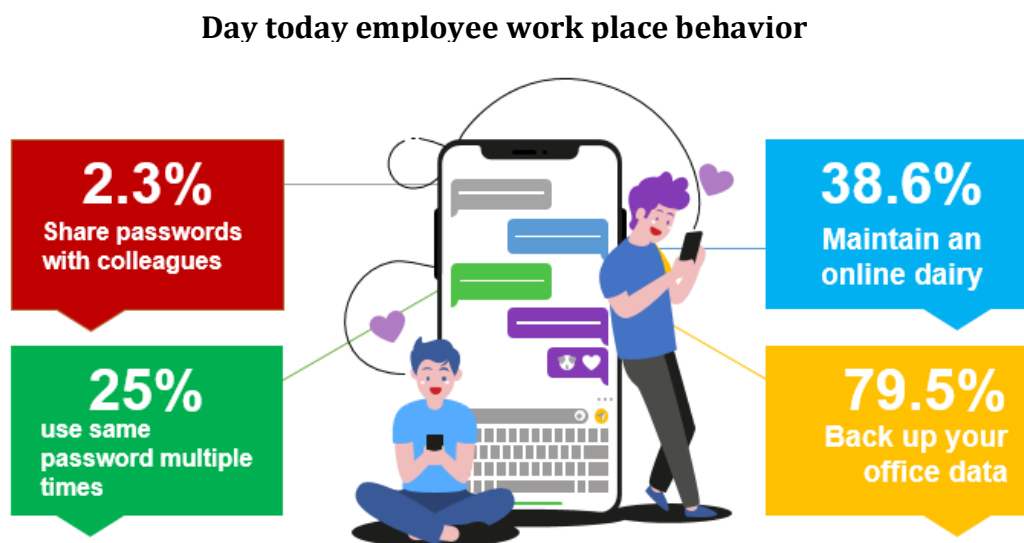 Day today employee work place behavior
2.3%
Share passwords
with colleagues
38.6%
Maintain an
online dairy
25%
use same
password multiple
times
79.5%
Back up your
office data